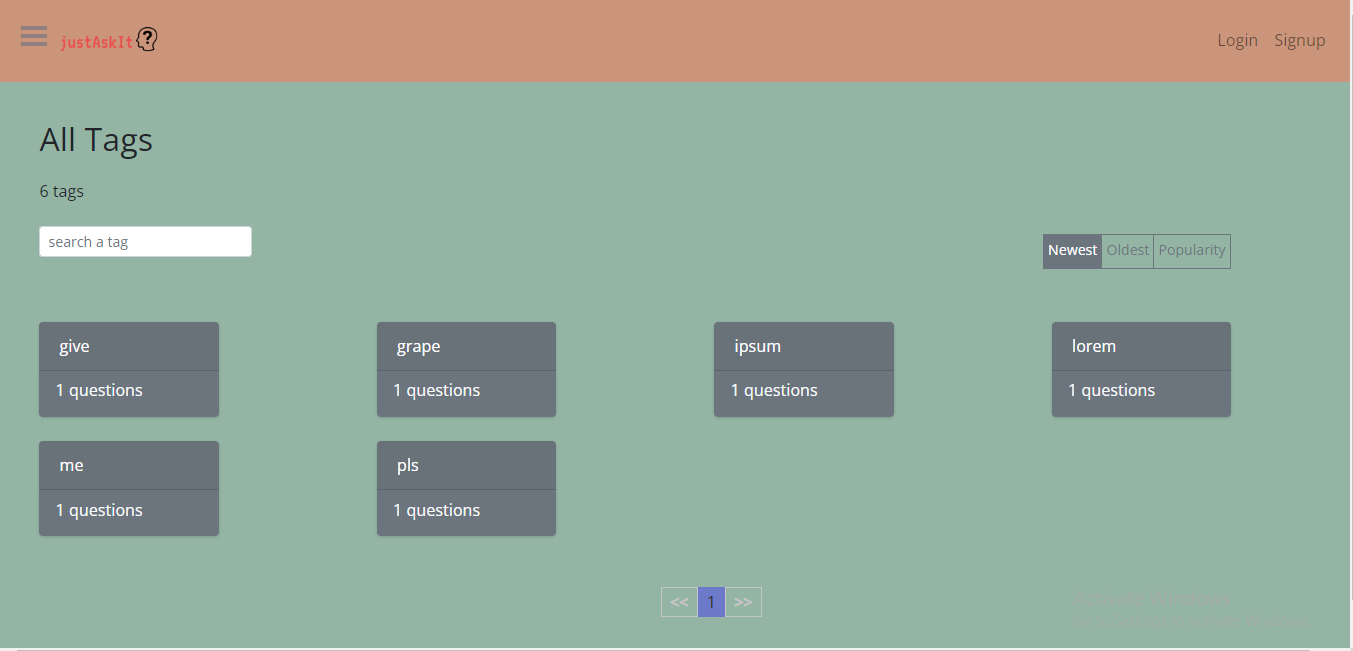 justAskIt ?
Login Signup
All Tags
6 tags
search a tag
Newest Oldest Popularity
give grape ipsum lorem
1 questions 1 questions 1 questions 1 questions
me pls
1 questions 1 questions
<< 1 >>